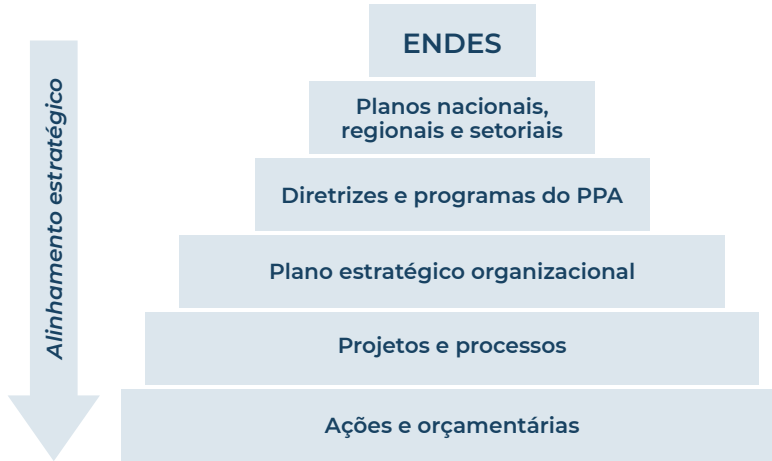 ENDES
Planos nacionais,
regionais e setoriais
Diretrizes e programas do PPA
Plano estratégico organizacional
Projetos e processos
Ações e orçamentárias
Alinhamento estratégico